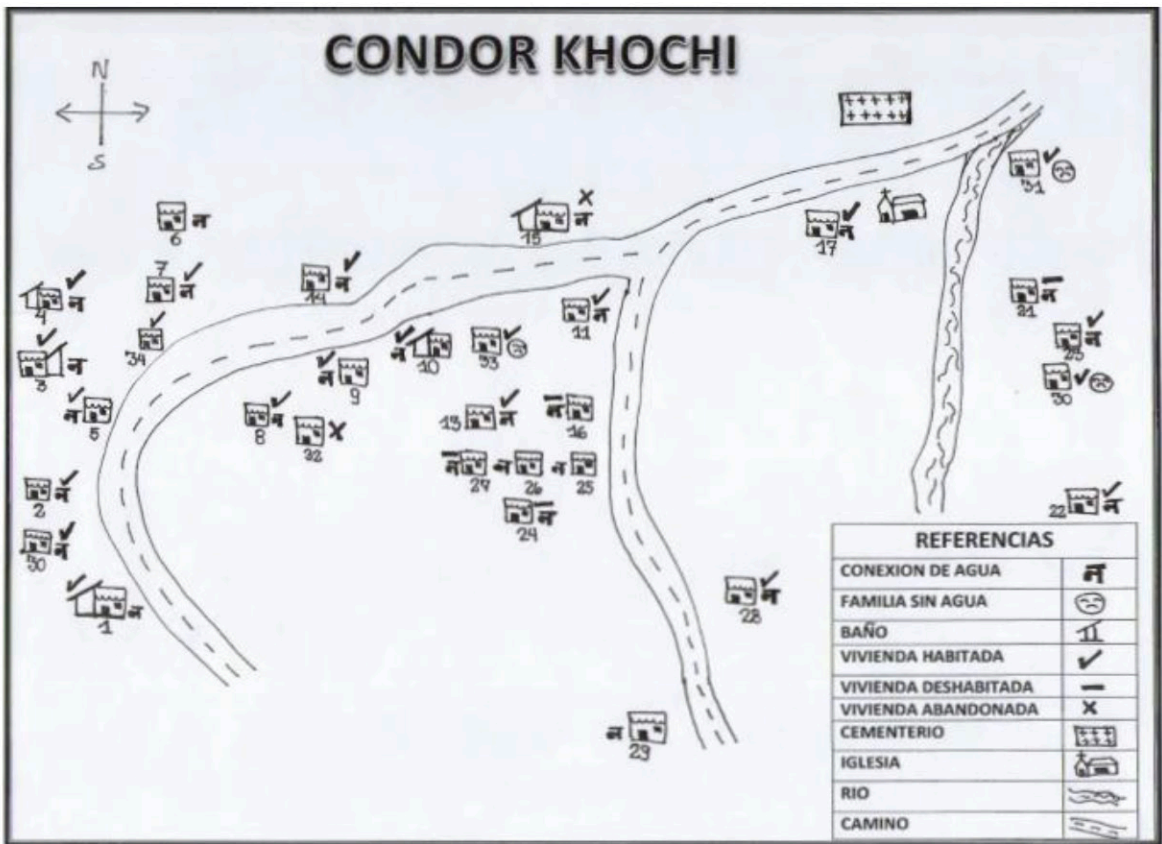 CONDOR KHOCHI
N
S
31
6
15
17
7
4
14
21
11
34
10
33
23
3
9
30
5
8
13
16
32
27
26
25
2
22
24
30
REFERENCIAS
CONEXION DE AGUA
FAMILIA SIN AGUA
1
28
BAÑO
VIVIENDA HABITADA
VIVIENDA DESHABITADA
VIVIENDA ABANDONADA
CEMENTERIO
29
IGLESIA
RIO
CAMINO